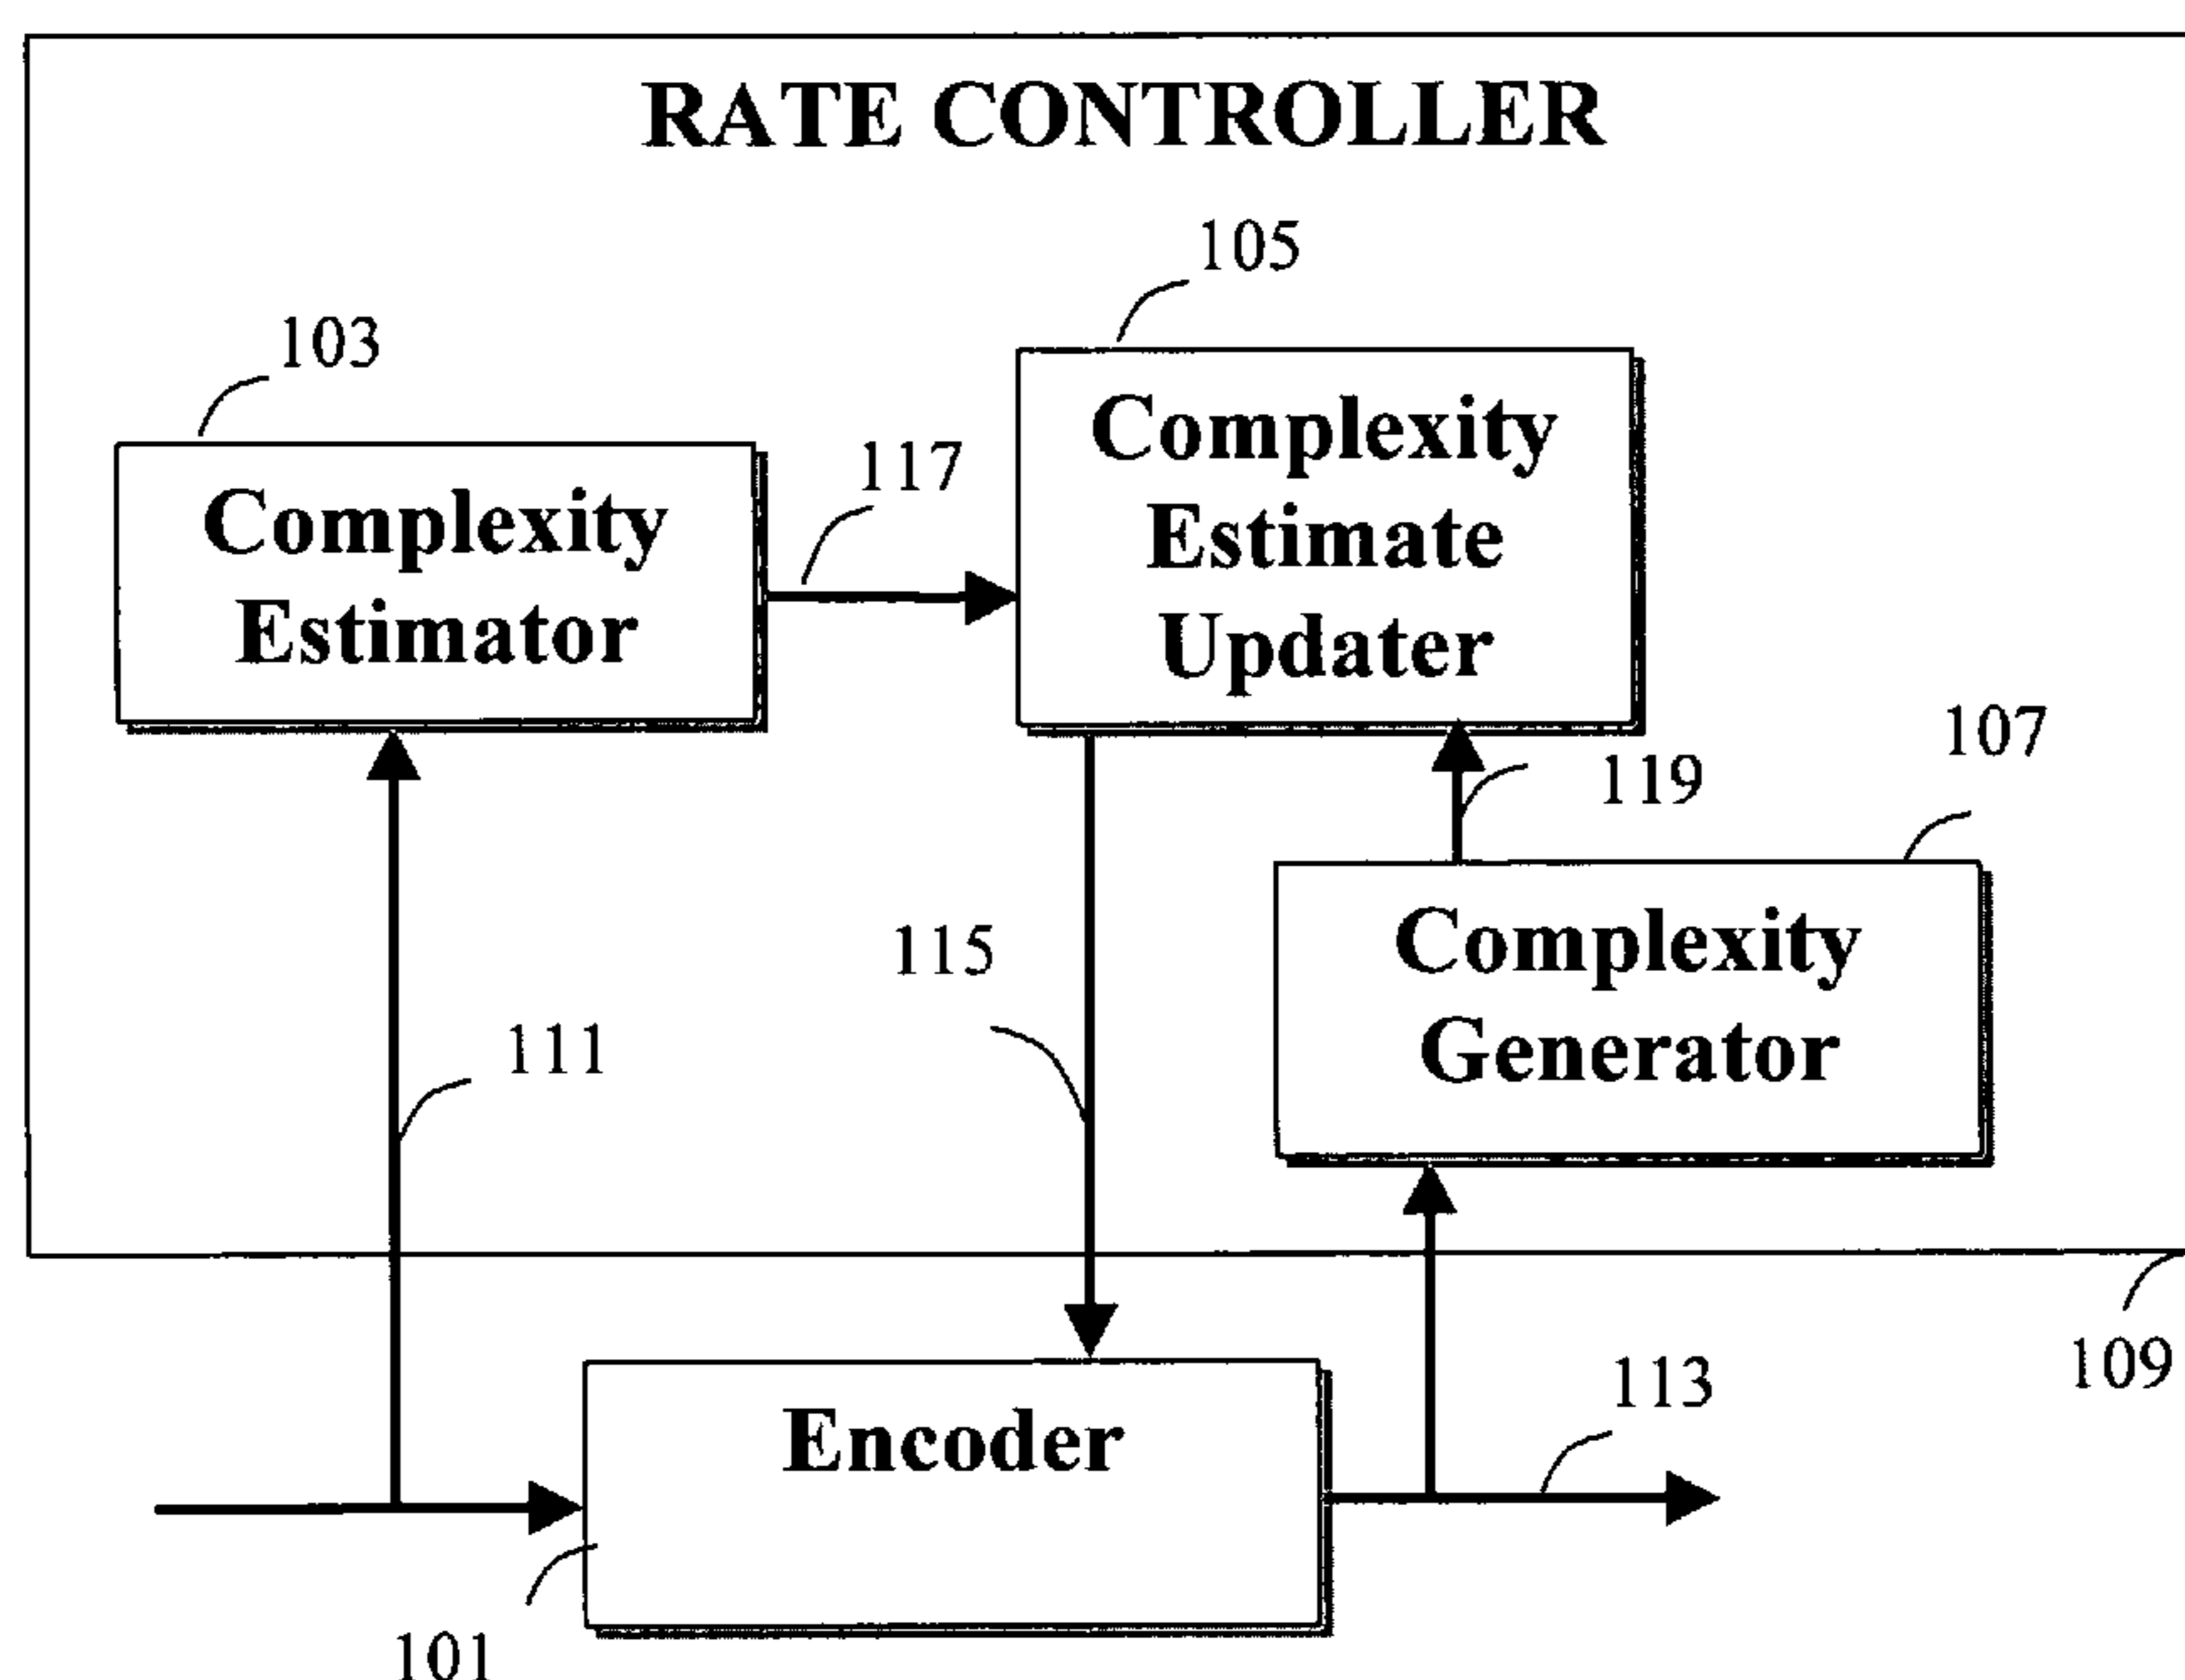 RATE CONTROLLER
105
103
117
Complexity
Estimator
Complexity
Estimate
Updater
107
119
115
Complexity
Generator
111
109
113
Encoder
101